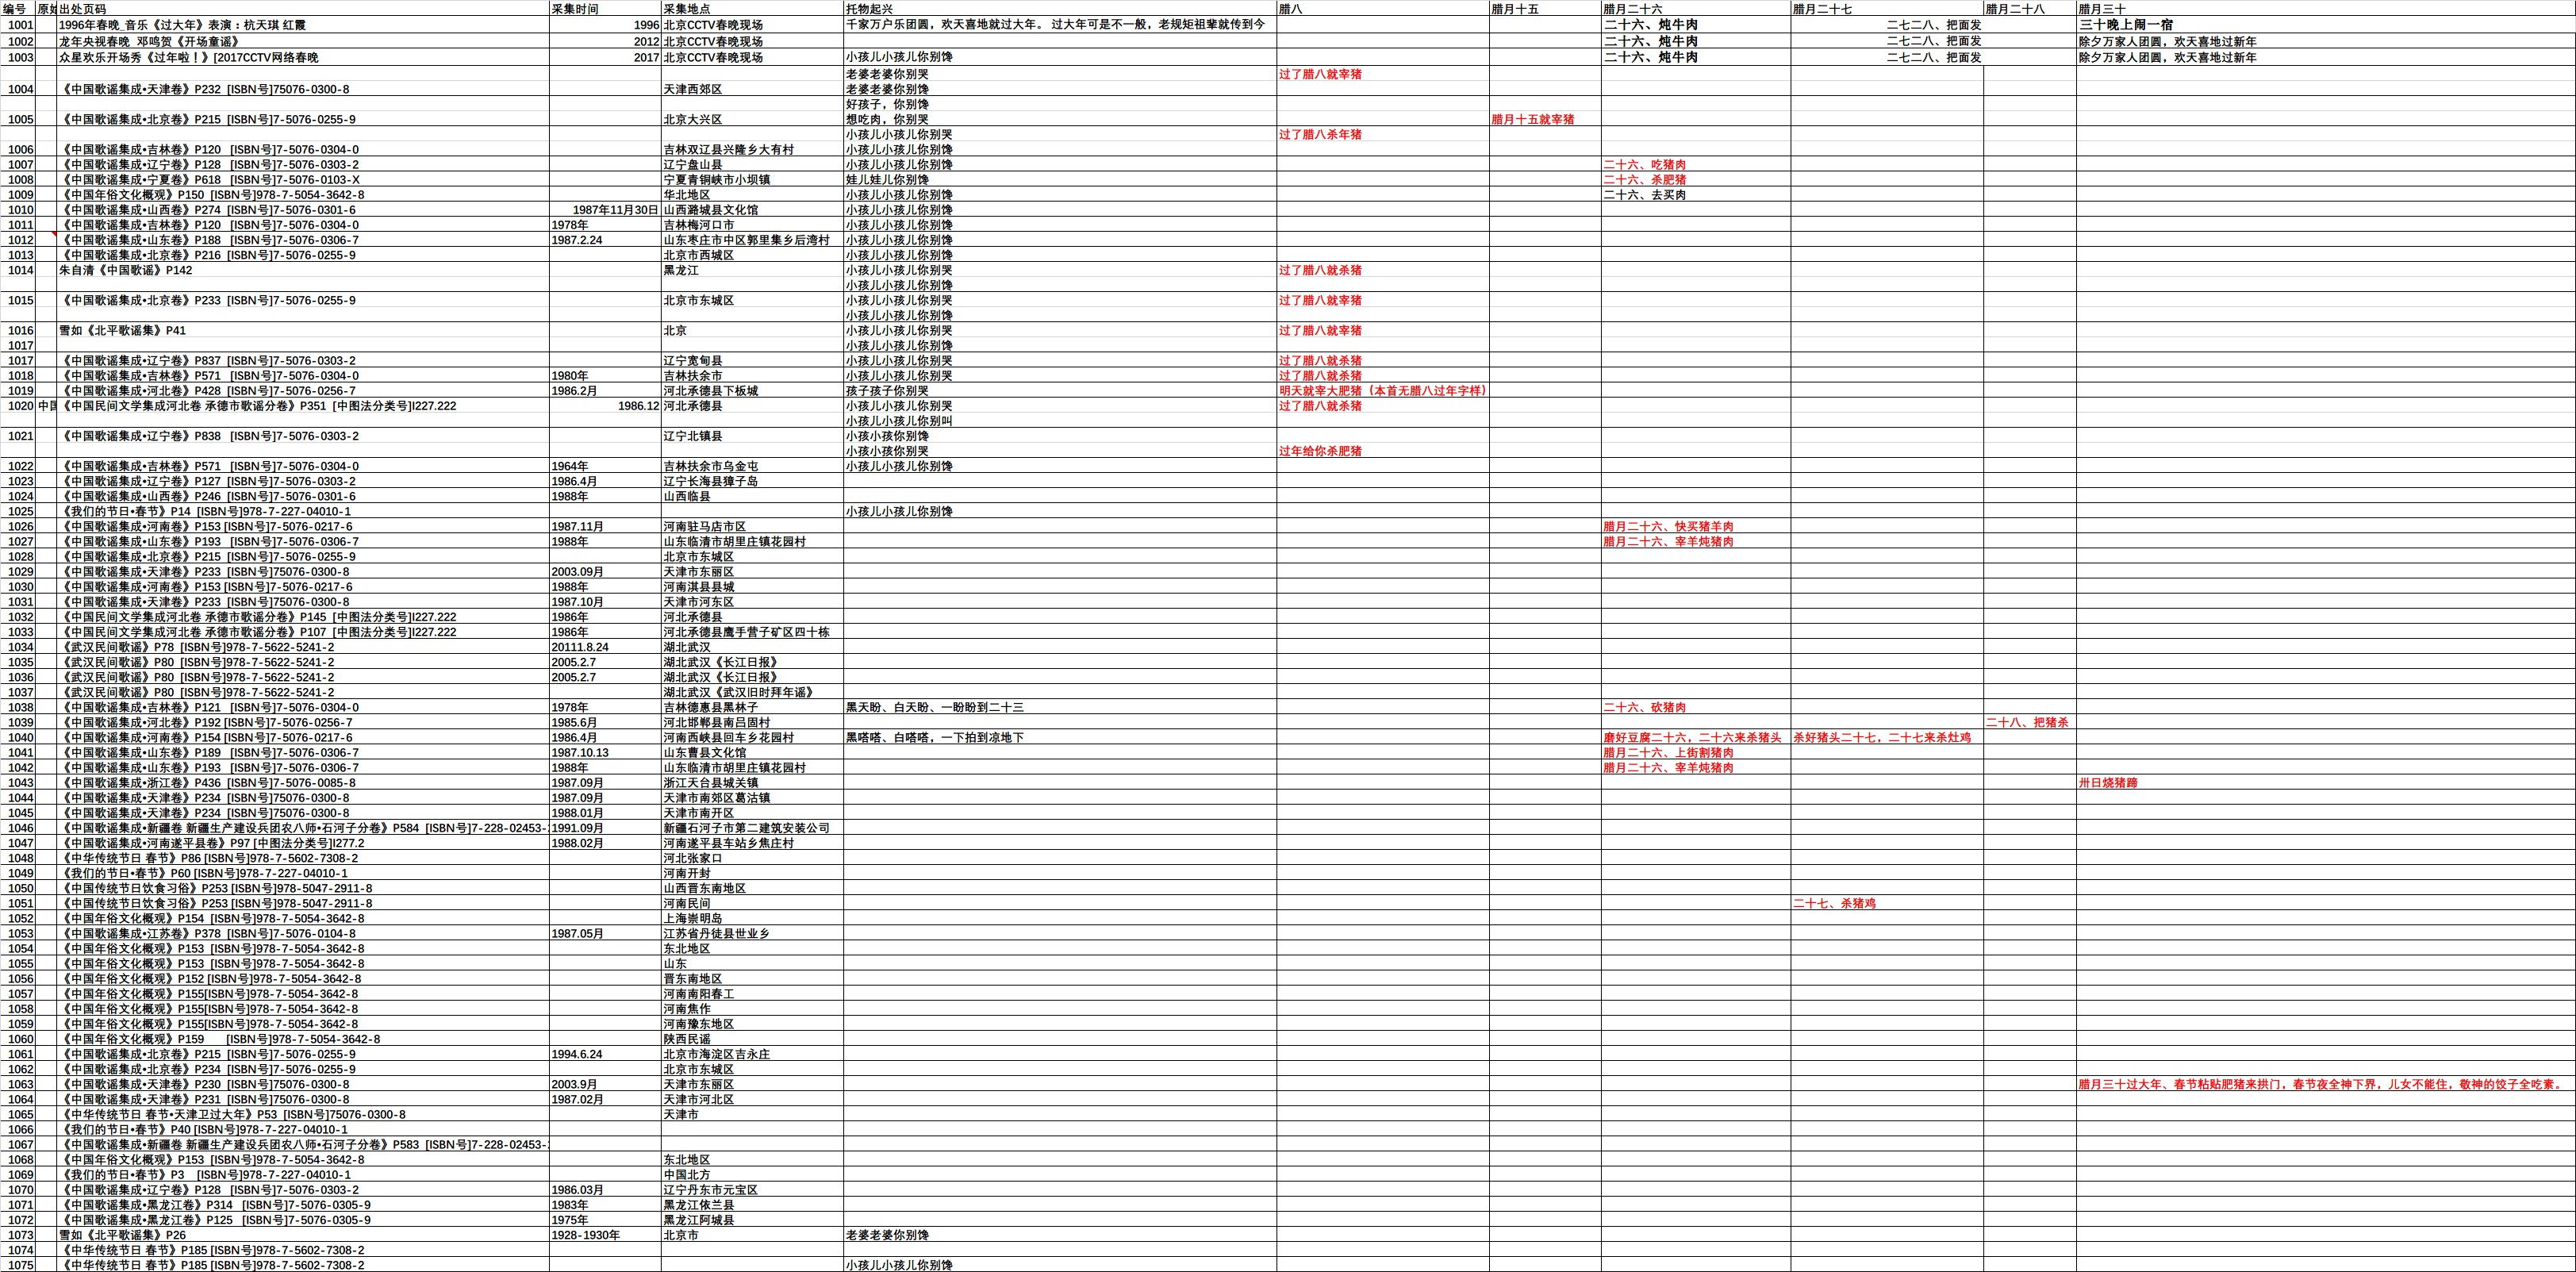 编号 原始 出处页码 采集时间 采集地点 托物起兴 腊八 腊月十五 腊月二十六 腊月二十七 腊月二十八 腊月三十
1001 1996年春晚_音乐《过大年》表演：杭天琪 红霞 1996 北京CCTV春晚现场 千家万户乐团圆，欢天喜地就过大年。 过大年可是不一般，老规矩祖辈就传到今 二十六、炖牛肉 二七二八、把面发 三十晚上闹一宿
1002 龙年央视春晚 邓鸣贺《开场童谣》 2012 北京CCTV春晚现场 二十六、炖牛肉 二七二八、把面发 除夕万家人团圆，欢天喜地过新年
1003 众星欢乐开场秀《过年啦！》[2017CCTV网络春晚 2017 北京CCTV春晚现场 小孩儿小孩儿你别馋 二十六、炖牛肉 二七二八、把面发 除夕万家人团圆，欢天喜地过新年
老婆老婆你别哭 过了腊八就宰猪
1004 《中国歌谣集成•天津卷》P232 [ISBN号]75076-0300-8 天津西郊区 老婆老婆你别馋
好孩子，你别馋
1005 《中国歌谣集成•北京卷》P215 [ISBN号]7-5076-0255-9 北京大兴区 想吃肉，你别哭 腊月十五就宰猪
小孩儿小孩儿你别哭 过了腊八杀年猪
1006 《中国歌谣集成•吉林卷》P120 [ISBN号]7-5076-0304-0 吉林双辽县兴隆乡大有村 小孩儿小孩儿你别馋
1007 《中国歌谣集成•辽宁卷》P128 [ISBN号]7-5076-0303-2 辽宁盘山县 小孩儿小孩儿你别馋 二十六、吃猪肉
1008 《中国歌谣集成•宁夏卷》P618 [ISBN号]7-5076-0103-X 宁夏青铜峡市小坝镇 娃儿娃儿你别馋 二十六、杀肥猪
1009 《中国年俗文化概观》P150 [ISBN号]978-7-5054-3642-8 华北地区 小孩儿小孩儿你别馋 二十六、去买肉
1010 《中国歌谣集成•山西卷》P274 [ISBN号]7-5076-0301-6 1987年11月30日 山西潞城县文化馆 小孩儿小孩儿你别馋
1011 《中国歌谣集成•吉林卷》P120 [ISBN号]7-5076-0304-0 1978年 吉林梅河口市 小孩儿小孩儿你别馋
1012 《中国歌谣集成•山东卷》P188 [ISBN号]7-5076-0306-7 1987.2.24 山东枣庄市中区郭里集乡后湾村 小孩儿小孩儿你别馋
1013 《中国歌谣集成•北京卷》P216 [ISBN号]7-5076-0255-9 北京市西城区 小孩儿小孩儿你别馋
1014 朱自清《中国歌谣》P142 黑龙江 小孩儿小孩儿你别哭 过了腊八就杀猪
小孩儿小孩儿你别馋
1015 《中国歌谣集成•北京卷》P233 [ISBN号]7-5076-0255-9 北京市东城区 小孩儿小孩儿你别哭 过了腊八就宰猪
小孩儿小孩儿你别馋
1016 雪如《北平歌谣集》P41 北京 小孩儿小孩儿你别哭 过了腊八就宰猪
1017 小孩儿小孩儿你别馋
1017 《中国歌谣集成•辽宁卷》P837 [ISBN号]7-5076-0303-2 辽宁宽甸县 小孩儿小孩儿你别哭 过了腊八就杀猪
1018 《中国歌谣集成•吉林卷》P571 [ISBN号]7-5076-0304-0 1980年 吉林扶余市 小孩儿小孩儿你别哭 过了腊八就杀猪
1019 《中国歌谣集成•河北卷》P428 [ISBN号]7-5076-0256-7 1986.2月 河北承德县下板城 孩子孩子你别哭 明天就宰大肥猪（本首无腊八过年字样）
1020 中国 《中国民间文学集成河北卷 承德市歌谣分卷》P351 [中图法分类号]I227.222 1986.12 河北承德县 小孩儿小孩儿你别哭 过了腊八就杀猪
小孩儿小孩儿你别叫
1021 《中国歌谣集成•辽宁卷》P838 [ISBN号]7-5076-0303-2 辽宁北镇县 小孩小孩你别馋
小孩小孩你别哭 过年给你杀肥猪
1022 《中国歌谣集成•吉林卷》P571 [ISBN号]7-5076-0304-0 1964年 吉林扶余市乌金屯 小孩儿小孩儿你别馋
1023 《中国歌谣集成•辽宁卷》P127 [ISBN号]7-5076-0303-2 1986.4月 辽宁长海县獐子岛
1024 《中国歌谣集成•山西卷》P246 [ISBN号]7-5076-0301-6 1988年 山西临县
1025 《我们的节日•春节》P14 [ISBN号]978-7-227-04010-1 小孩儿小孩儿你别馋
1026 《中国歌谣集成•河南卷》P153 [ISBN号]7-5076-0217-6 1987.11月 河南驻马店市区 腊月二十六、快买猪羊肉
1027 《中国歌谣集成•山东卷》P193 [ISBN号]7-5076-0306-7 1988年 山东临清市胡里庄镇花园村 腊月二十六、宰羊炖猪肉
1028 《中国歌谣集成•北京卷》P215 [ISBN号]7-5076-0255-9 北京市东城区
1029 《中国歌谣集成•天津卷》P233 [ISBN号]75076-0300-8 2003.09月 天津市东丽区
1030 《中国歌谣集成•河南卷》P153 [ISBN号]7-5076-0217-6 1988年 河南淇县县城
1031 《中国歌谣集成•天津卷》P233 [ISBN号]75076-0300-8 1987.10月 天津市河东区
1032 《中国民间文学集成河北卷 承德市歌谣分卷》P145 [中图法分类号]I227.222 1986年 河北承德县
1033 《中国民间文学集成河北卷 承德市歌谣分卷》P107 [中图法分类号]I227.222 1986年 河北承德县鹰手营子矿区四十栋
1034 《武汉民间歌谣》P78 [ISBN号]978-7-5622-5241-2 20111.8.24 湖北武汉
1035 《武汉民间歌谣》P80 [ISBN号]978-7-5622-5241-2 2005.2.7 湖北武汉《长江日报》
1036 《武汉民间歌谣》P80 [ISBN号]978-7-5622-5241-2 2005.2.7 湖北武汉《长江日报》
1037 《武汉民间歌谣》P80 [ISBN号]978-7-5622-5241-2 湖北武汉《武汉旧时拜年谣》
1038 《中国歌谣集成•吉林卷》P121 [ISBN号]7-5076-0304-0 1978年 吉林德惠县黑林子 黑天盼、白天盼、一盼盼到二十三 二十六、砍猪肉
1039 《中国歌谣集成•河北卷》P192 [ISBN号]7-5076-0256-7 1985.6月 河北邯郸县南吕固村 二十八、把猪杀
1040 《中国歌谣集成•河南卷》P154 [ISBN号]7-5076-0217-6 1986.4月 河南西峡县回车乡花园村 黑嗒嗒、白嗒嗒，一下拍到凉地下 磨好豆腐二十六，二十六来杀猪头 杀好猪头二十七，二十七来杀灶鸡
1041 《中国歌谣集成•山东卷》P189 [ISBN号]7-5076-0306-7 1987.10.13 山东曹县文化馆 腊月二十六、上街割猪肉
1042 《中国歌谣集成•山东卷》P193 [ISBN号]7-5076-0306-7 1988年 山东临清市胡里庄镇花园村 腊月二十六、宰羊炖猪肉
1043 《中国歌谣集成•浙江卷》P436 [ISBN号]7-5076-0085-8 1987.09月 浙江天台县城关镇 卅日烧猪蹄
1044 《中国歌谣集成•天津卷》P234 [ISBN号]75076-0300-8 1987.09月 天津市南郊区葛沽镇
1045 《中国歌谣集成•天津卷》P234 [ISBN号]75076-0300-8 1988.01月 天津市南开区
1046 《中国歌谣集成•新疆卷 新疆生产建设兵团农八师•石河子分卷》P584 [ISBN号]7-228-02453- 1991.09月 新疆石河子市第二建筑安装公司
1047 《中国歌谣集成•河南遂平县卷》P97 [中图法分类号]I277.2 1988.02月 河南遂平县车站乡焦庄村
1048 《中华传统节日 春节》P86 [ISBN号]978-7-5602-7308-2 河北张家口
1049 《我们的节日•春节》P60 [ISBN号]978-7-227-04010-1 河南开封
1050 《中国传统节日饮食习俗》P253 [ISBN号]978-5047-2911-8 山西晋东南地区
1051 《中国传统节日饮食习俗》P253 [ISBN号]978-5047-2911-8 河南民间 二十七、杀猪鸡
1052 《中国年俗文化概观》P154 [ISBN号]978-7-5054-3642-8 上海崇明岛
1053 《中国歌谣集成•江苏卷》P378 [ISBN号]7-5076-0104-8 1987.05月 江苏省丹徒县世业乡
1054 《中国年俗文化概观》P153 [ISBN号]978-7-5054-3642-8 东北地区
1055 《中国年俗文化概观》P153 [ISBN号]978-7-5054-3642-8 山东
1056 《中国年俗文化概观》P152 [ISBN号]978-7-5054-3642-8 晋东南地区
1057 《中国年俗文化概观》P155[ISBN号]978-7-5054-3642-8 河南南阳春工
1058 《中国年俗文化概观》P155[ISBN号]978-7-5054-3642-8 河南焦作
1059 《中国年俗文化概观》P155[ISBN号]978-7-5054-3642-8 河南豫东地区
1060 《中国年俗文化概观》P159 [ISBN号]978-7-5054-3642-8 陕西民谣
1061 《中国歌谣集成•北京卷》P215 [ISBN号]7-5076-0255-9 1994.6.24 北京市海淀区吉永庄
1062 《中国歌谣集成•北京卷》P234 [ISBN号]7-5076-0255-9 北京市东城区
1063 《中国歌谣集成•天津卷》P230 [ISBN号]75076-0300-8 2003.9月 天津市东丽区 腊月三十过大年、春节粘贴肥猪来拱门，春节夜全神下界，儿女不能住，敬神的饺子全吃素。
1064 《中国歌谣集成•天津卷》P231 [ISBN号]75076-0300-8 1987.02月 天津市河北区
1065 《中华传统节日 春节•天津卫过大年》P53 [ISBN号]75076-0300-8 天津市
1066 《我们的节日•春节》P40 [ISBN号]978-7-227-04010-1
1067 《中国歌谣集成•新疆卷 新疆生产建设兵团农八师•石河子分卷》P583 [ISBN号]7-228-02453-
1068 《中国年俗文化概观》P153 [ISBN号]978-7-5054-3642-8 东北地区
1069 《我们的节日•春节》P3 [ISBN号]978-7-227-04010-1 中国北方
1070 《中国歌谣集成•辽宁卷》P128 [ISBN号]7-5076-0303-2 1986.03月 辽宁丹东市元宝区
1071 《中国歌谣集成•黑龙江卷》P314 [ISBN号]7-5076-0305-9 1983年 黑龙江依兰县
1072 《中国歌谣集成•黑龙江卷》P125 [ISBN号]7-5076-0305-9 1975年 黑龙江阿城县
1073 雪如《北平歌谣集》P26 1928-1930年 北京市 老婆老婆你别馋
1074 《中华传统节日 春节》P185 [ISBN号]978-7-5602-7308-2
1075 《中华传统节日 春节》P185 [ISBN号]978-7-5602-7308-2 小孩儿小孩儿你别馋